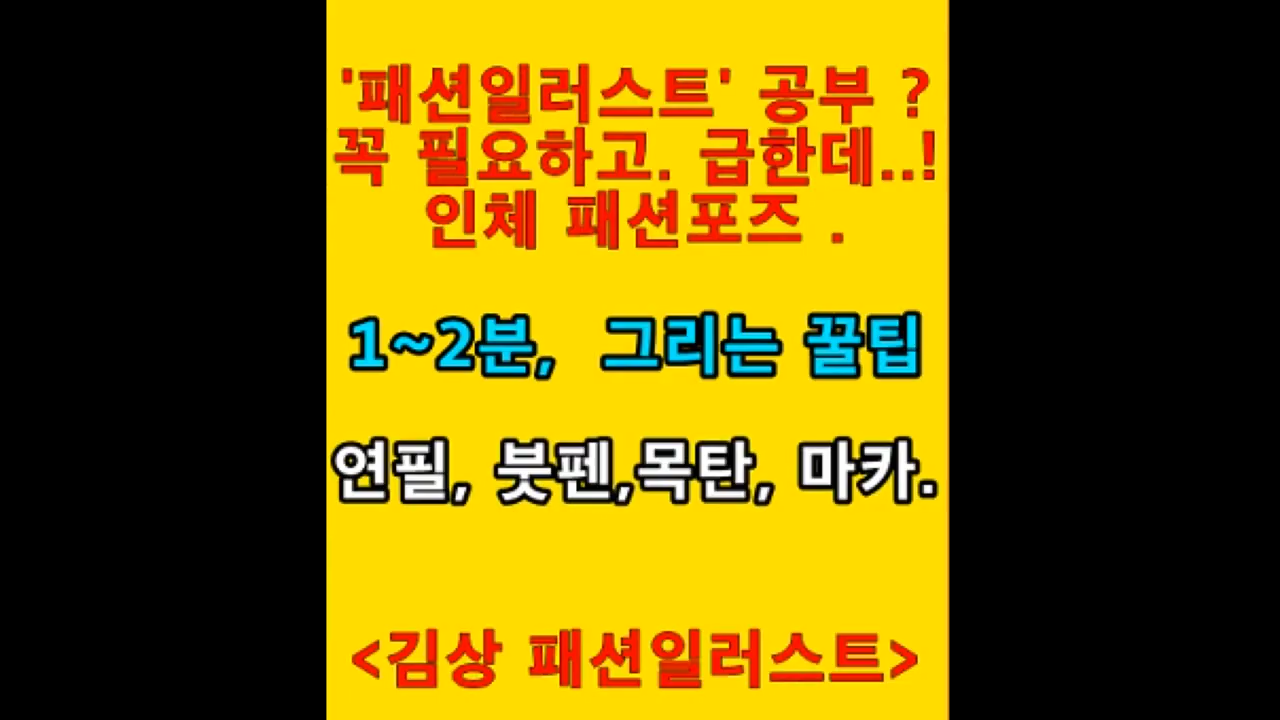 '패션일러스트' 공부 ?
꼭 필요하고. 급한데..!
인체 패션포즈 .
1~2분, 그리는 꿀팁
연필, 붓펜,목탄, 마카.
<김상 패션일러스트>